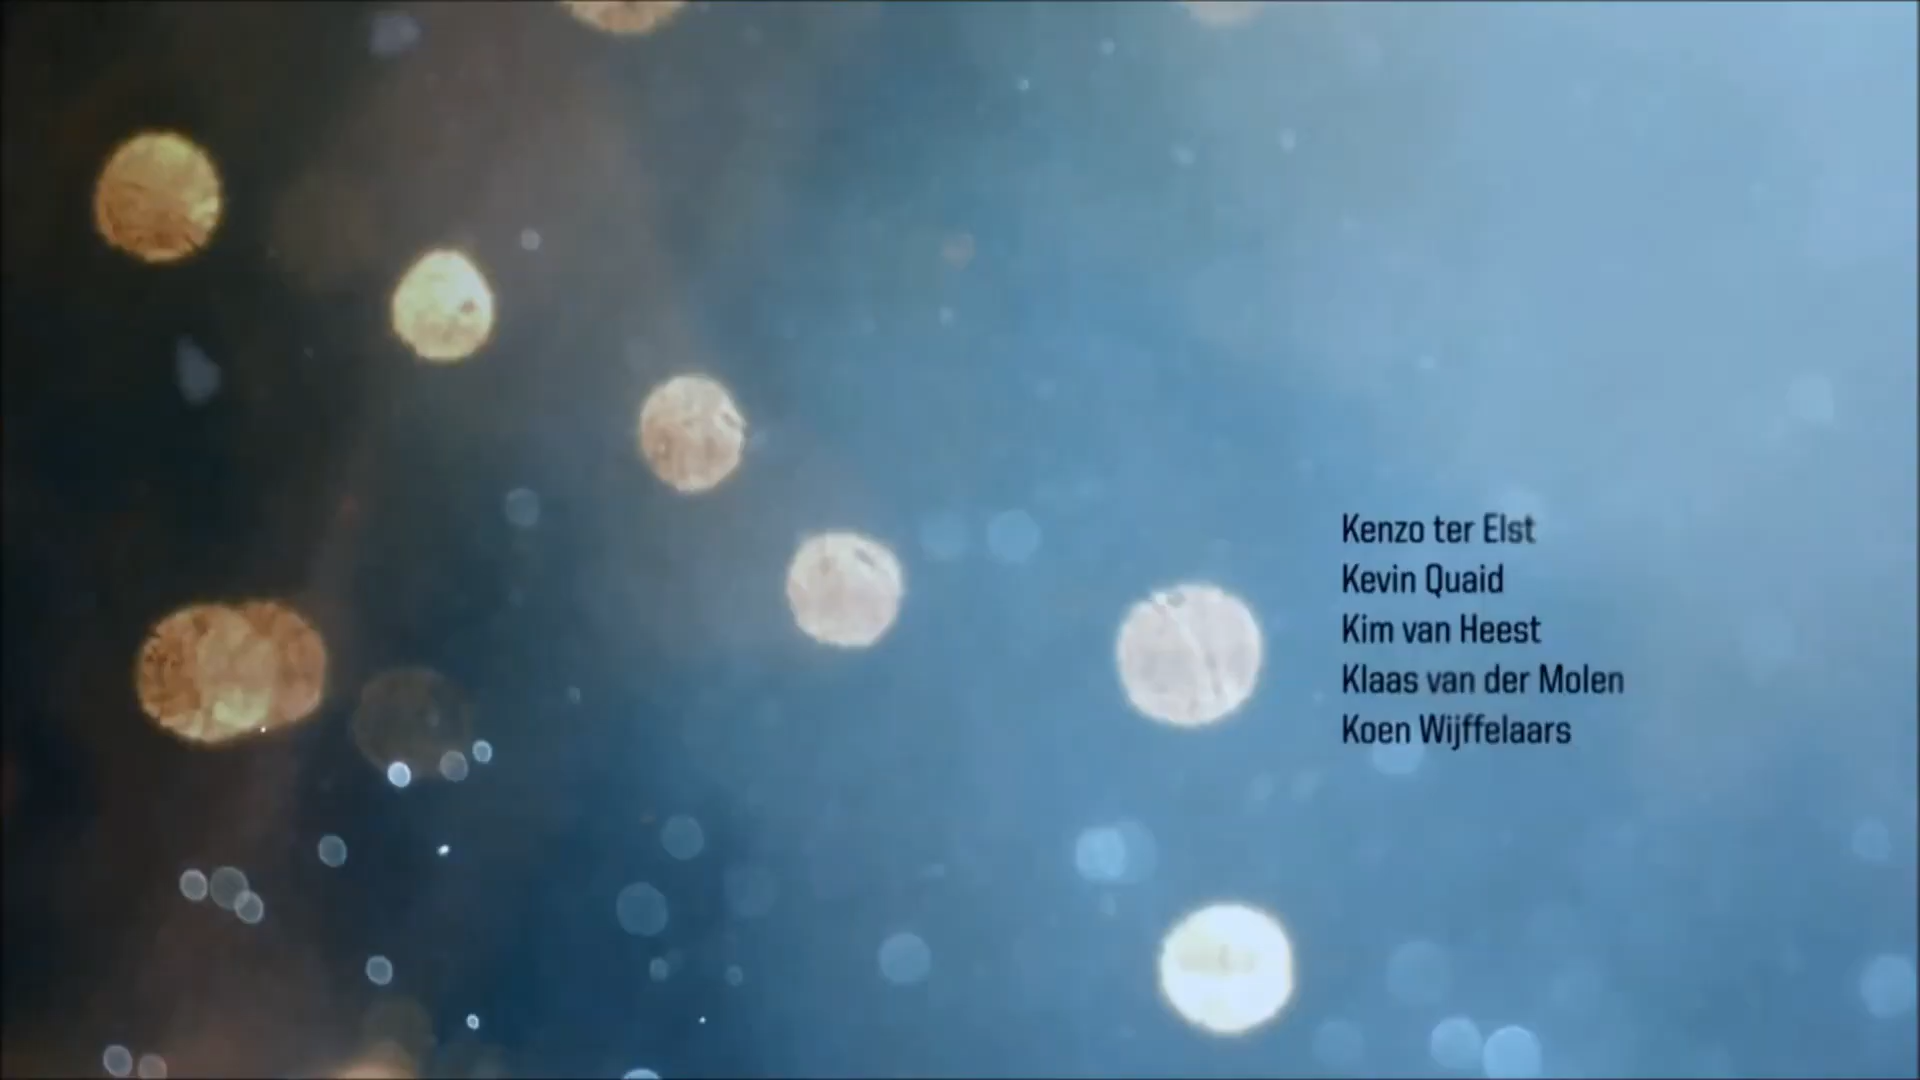 Kenzo ter Elst
Kevin Quaid
Kim van Heest
Klaas van der Molen
Koen Wijffelaars